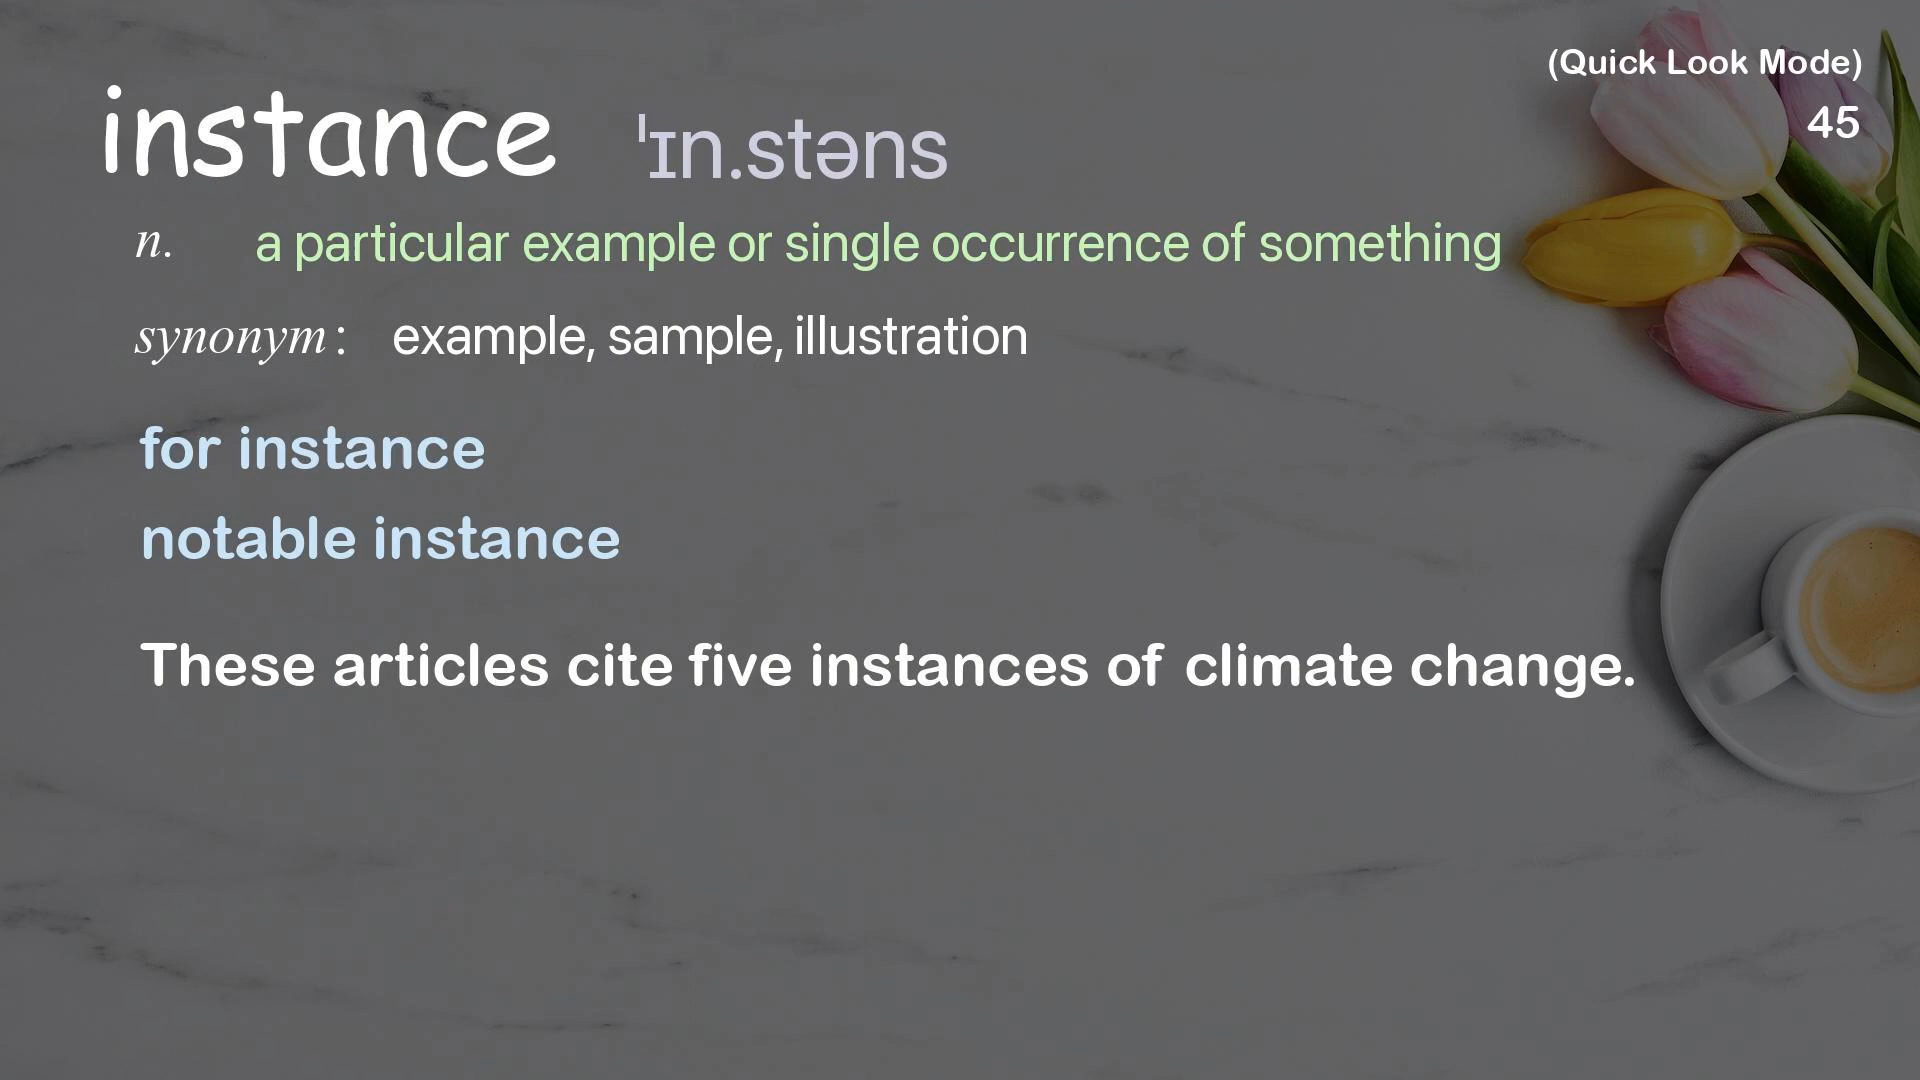 (Quick Look Mode)
45
instance ˈɪn.stəns
n. a particular example or single occurrence of something
synonym: example, sample, illustration
for instance
notable instance
These articles cite five instances of climate change.